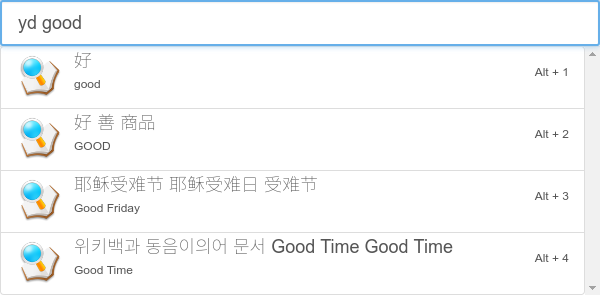 yd good
好
good
Alt + 1
好 善 商品
GOOD
Alt + 2
耶稣受难节 耶稣受难日 受难节
Good Friday
Alt + 3
위키백과 동음이의어 문서 Good Time Good Time
Good Time
Alt + 4